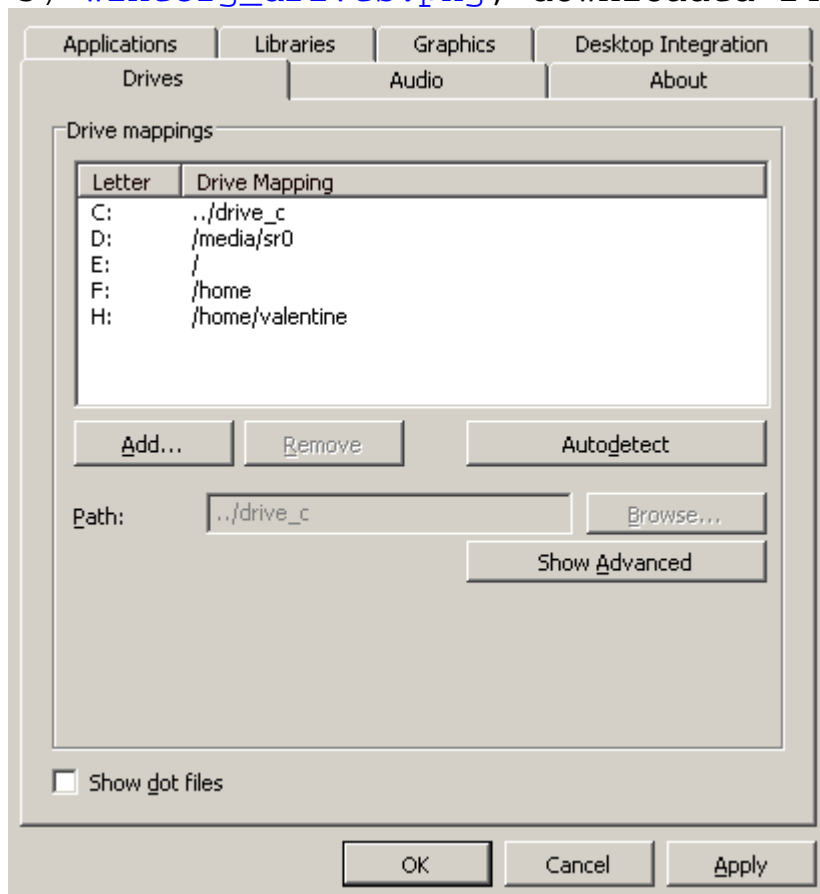 Applications Libraries Graphics Desktop Integration
Drives Audio About
Drive mappings
Letter Drive Mapping
C: ../drive_c
D: /media/sr0
E: /
F: /home
H: /home/valentine
Add... Remove Autodetect
Path: ../drive_c Browse...
Show Advanced
Show dot files
OK Cancel Apply